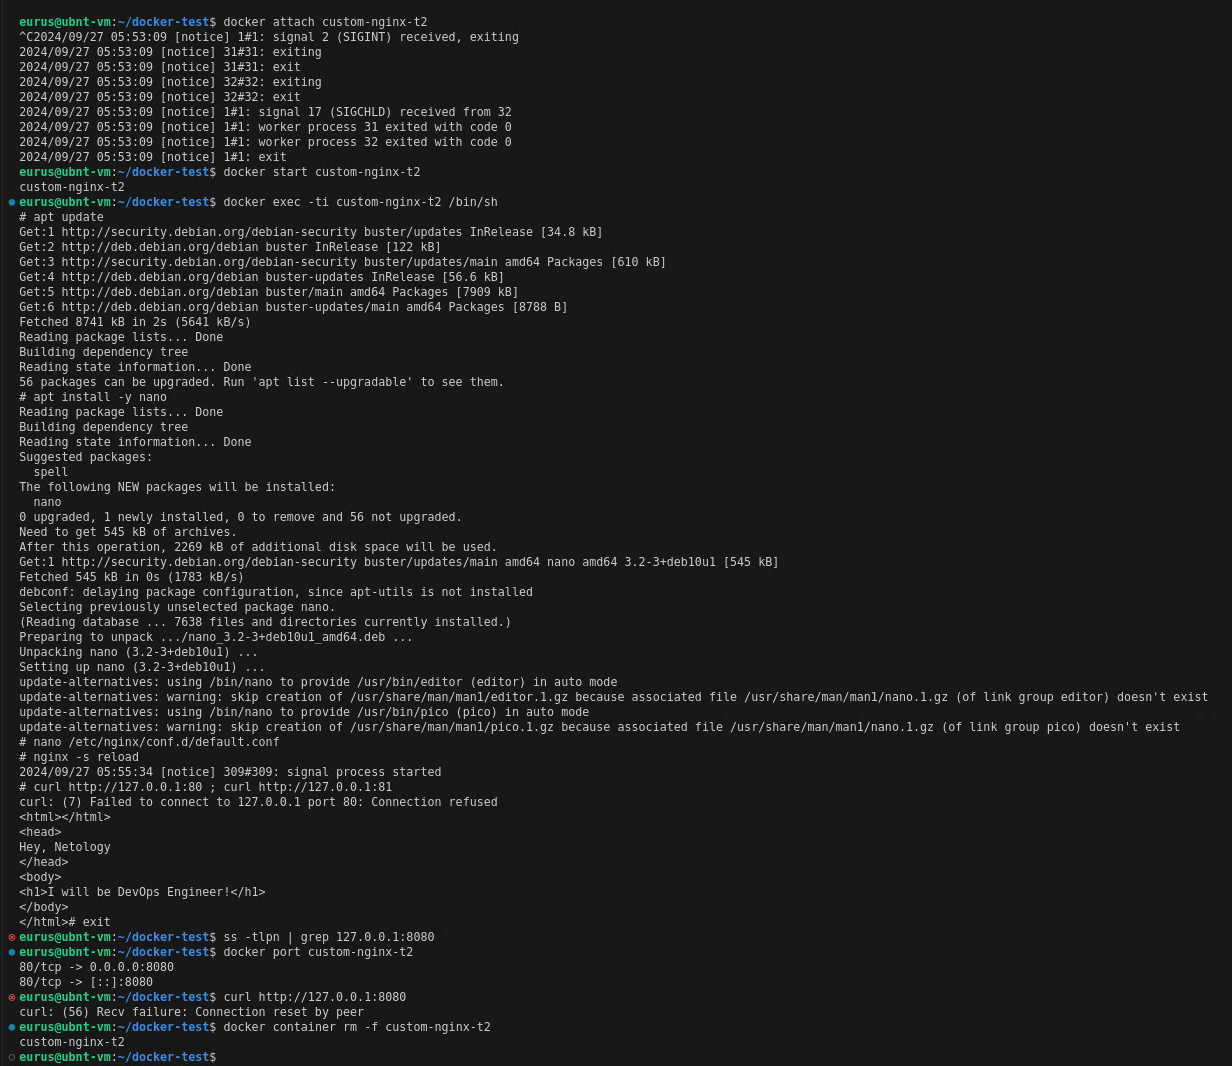 eurus@ubnt-vm:~/docker-test$ docker attach custom-nginx-t2
^C2024/09/27 05:53:09 [notice] 1#1: signal 2 (SIGINT) received, exiting
2024/09/27 05:53:09 [notice] 31#31: exiting
2024/09/27 05:53:09 [notice] 31#31: exit
2024/09/27 05:53:09 [notice] 32#32: exiting
2024/09/27 05:53:09 [notice] 32#32: exit
2024/09/27 05:53:09 [notice] 1#1: signal 17 (SIGCHLD) received from 32
2024/09/27 05:53:09 [notice] 1#1: worker process 31 exited with code 0
2024/09/27 05:53:09 [notice] 1#1: worker process 32 exited with code 0
2024/09/27 05:53:09 [notice] 1#1: exit
eurus@ubnt-vm:~/docker-test$ docker start custom-nginx-t2
custom-nginx-t2
eurus@ubnt-vm:~/docker-test$ docker exec -ti custom-nginx-t2 /bin/sh
# apt update
Get:1 http://security.debian.org/debian-security buster/updates InRelease [34.8 kB]
Get:2 http://deb.debian.org/debian buster InRelease [122 kB]
Get:3 http://security.debian.org/debian-security buster/updates/main amd64 Packages [610 kB]
Get:4 http://deb.debian.org/debian buster-updates InRelease [56.6 kB]
Get:5 http://deb.debian.org/debian buster/main amd64 Packages [7909 kB]
Get:6 http://deb.debian.org/debian buster-updates/main amd64 Packages [8788 B]
Fetched 8741 kB in 2s (5641 kB/s)
Reading package lists... Done
Building dependency tree
Reading state information... Done
56 packages can be upgraded. Run 'apt list --upgradable' to see them.
# apt install -y nano
Reading package lists... Done
Building dependency tree
Reading state information... Done
Suggested packages:
  spell
The following NEW packages will be installed:
  nano
0 upgraded, 1 newly installed, 0 to remove and 56 not upgraded.
Need to get 545 kB of archives.
After this operation, 2269 kB of additional disk space will be used.
Get:1 http://security.debian.org/debian-security buster/updates/main amd64 nano amd64 3.2-3+deb10u1 [545 kB]
Fetched 545 kB in 0s (1783 kB/s)
debconf: delaying package configuration, since apt-utils is not installed
Selecting previously unselected package nano.
(Reading database ... 7638 files and directories currently installed.)
Preparing to unpack .../nano_3.2-3+deb10u1_amd64.deb ...
Unpacking nano (3.2-3+deb10u1) ...
Setting up nano (3.2-3+deb10u1) ...
update-alternatives: using /bin/nano to provide /usr/bin/editor (editor) in auto mode
update-alternatives: warning: skip creation of /usr/share/man/man1/editor.1.gz because associated file /usr/share/man/man1/nano.1.gz (of link group editor) doesn't exist
update-alternatives: using /bin/nano to provide /usr/bin/pico (pico) in auto mode
update-alternatives: warning: skip creation of /usr/share/man/man1/pico.1.gz because associated file /usr/share/man/man1/nano.1.gz (of link group pico) doesn't exist
# nano /etc/nginx/conf.d/default.conf
# nginx -s reload
2024/09/27 05:55:34 [notice] 309#309: signal process started
# curl http://127.0.0.1:80 ; curl http://127.0.0.1:81
curl: (7) Failed to connect to 127.0.0.1 port 80: Connection refused
<html></html>
<head>
Hey, Netology
</head>
<body>
<h1>I will be DevOps Engineer!</h1>
</body>
</html># exit
eurus@ubnt-vm:~/docker-test$ ss -tlpn | grep 127.0.0.1:8080
eurus@ubnt-vm:~/docker-test$ docker port custom-nginx-t2
80/tcp -> 0.0.0.0:8080
80/tcp -> [::]:8080
eurus@ubnt-vm:~/docker-test$ curl http://127.0.0.1:8080
curl: (56) Recv failure: Connection reset by peer
eurus@ubnt-vm:~/docker-test$ docker container rm -f custom-nginx-t2
custom-nginx-t2
eurus@ubnt-vm:~/docker-test$